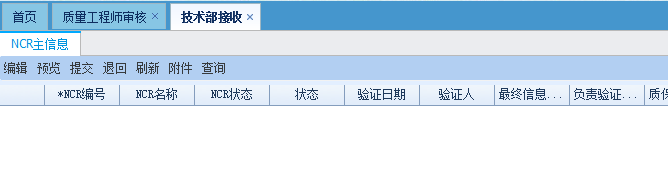 首页 质量工程师审核 × 技术部接收 ×
NCR主信息
编辑 预览 提交 退回 刷新 附件 查询
*NCR编号 NCR名称 NCR状态 状态 验证日期 验证人 最终信息... 负责验证... 质保